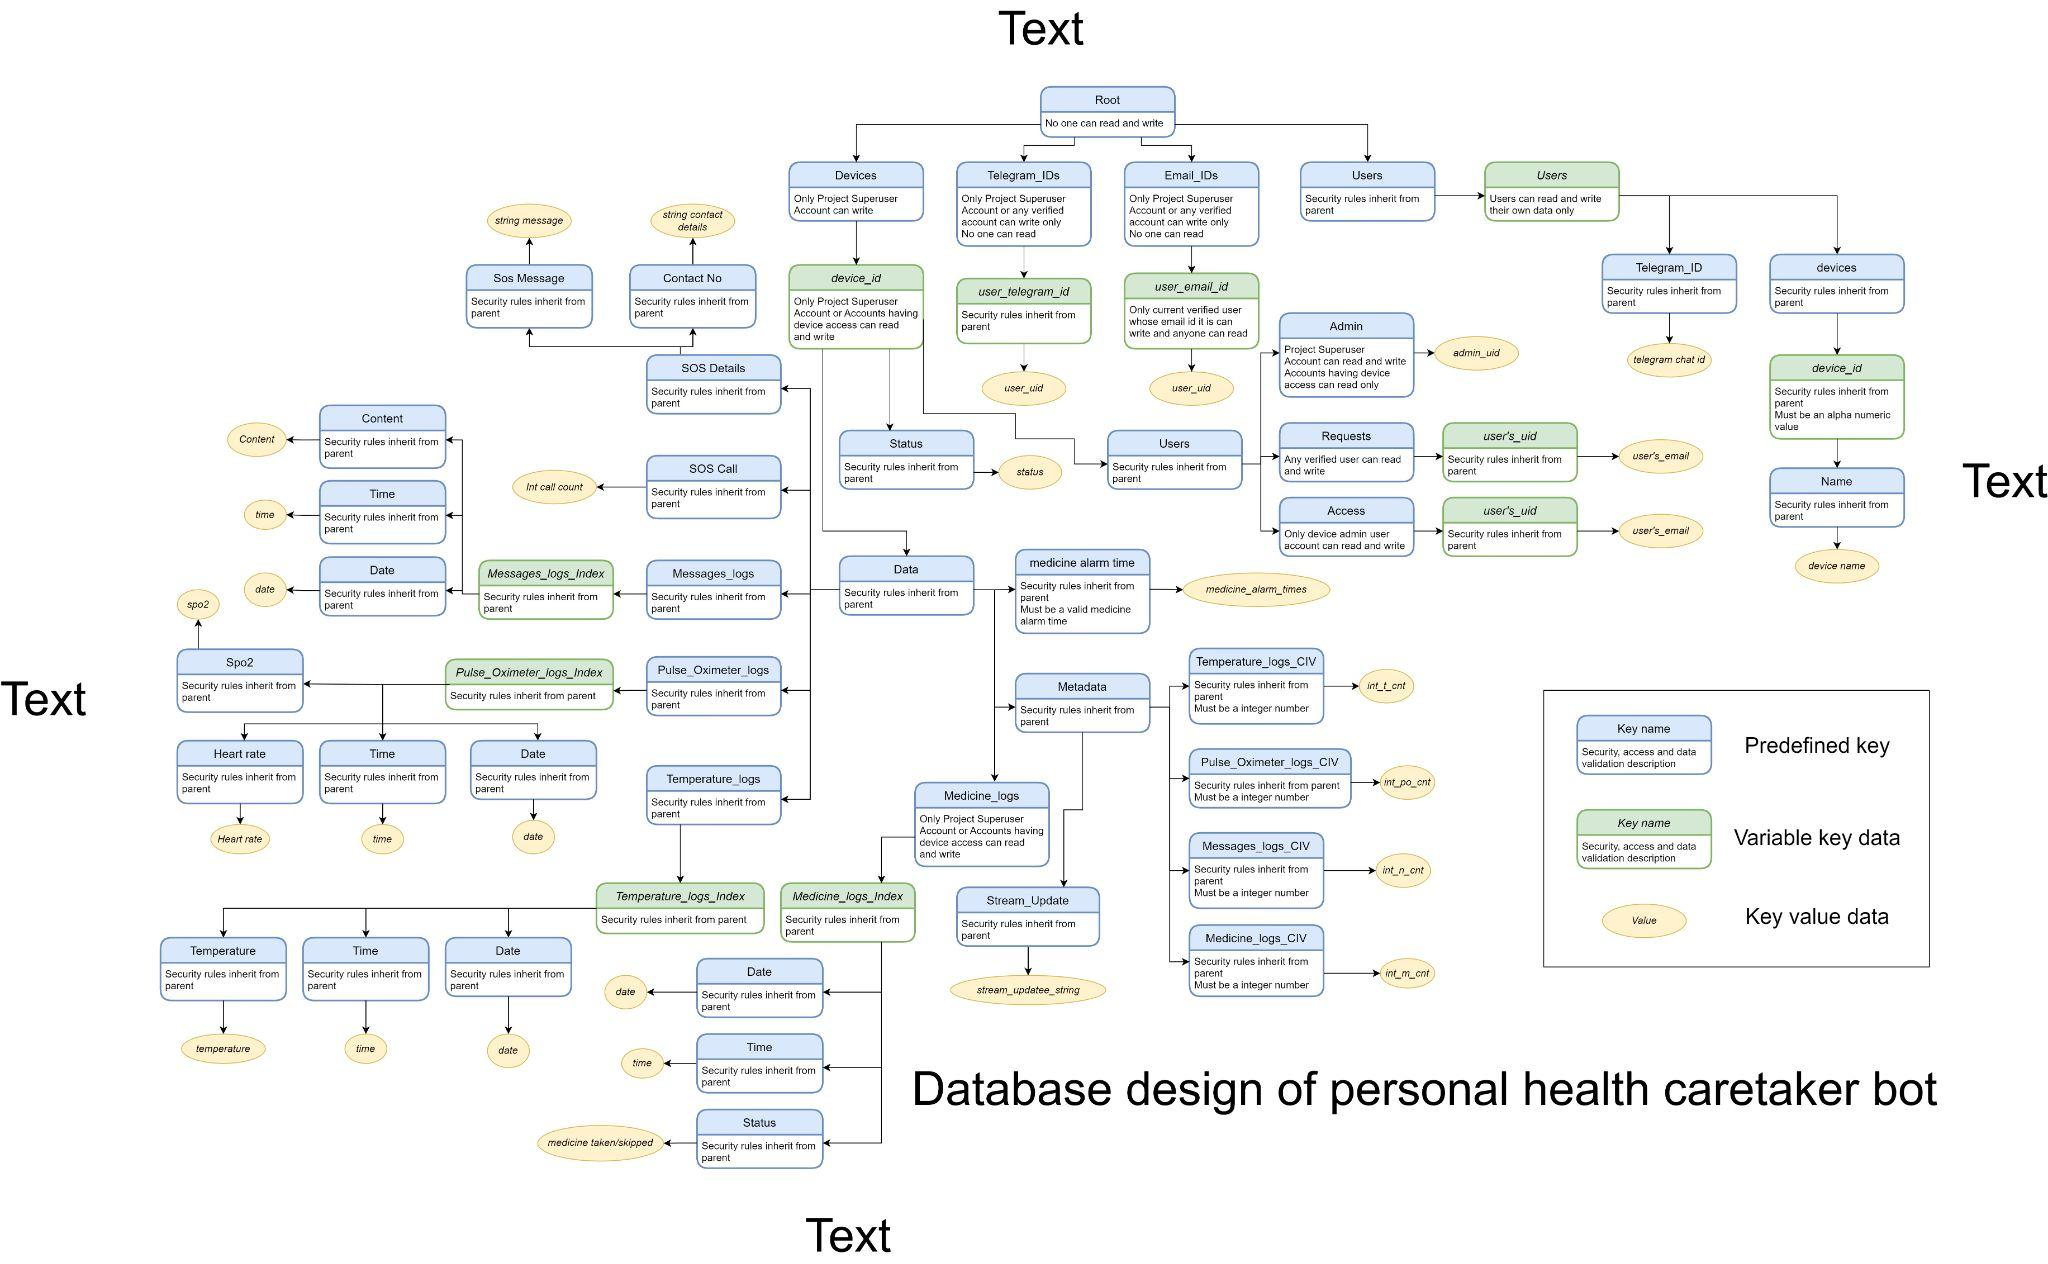 Text
Root
No one can read and write
Devices
Only Project Superuser
Account can write
Telegram_IDs
Only Project Superuser
Account or any verified
account can write only
No one can read
Email_IDs
Only Project Superuser
Account or any verified
account can write only
No one can read
Users
Security rules inherit from
parent
Users
Users can read and write
their own data only
string message
string contact
details
Sos Message
Security rules inherit from
parent
Contact No
Security rules inherit from
parent
device_id
Only Project Superuser
Account or Accounts having
device access can read
and write
user_telegram_id
Security rules inherit from
parent
user_email_id
Only current verified user
whose email id it is can
write and anyone can read
Telegram_ID
Security rules inherit from
parent
devices
Security rules inherit from
parent
Admin
Project Superuser
Account can read and write
Accounts having device
access can read only
admin_uid
telegram chat id
device_id
Security rules inherit from
parent
Must be an alpha numeric
value
SOS Details
Security rules inherit from
parent
user_uid
user_uid
Content
Security rules inherit from
parent
Content
Status
Security rules inherit from
parent
status
Users
Security rules inherit from
parent
Requests
Any verified user can read
and write
user's_uid
Security rules inherit from
parent
user's_email
SOS Call
Security rules inherit from
parent
Int call count
Name
Security rules inherit from
parent
Text
Time
Security rules inherit from
parent
time
Access
Only device admin user
account can read and write
user's_uid
Security rules inherit from
parent
user's_email
device name
Date
Security rules inherit from
parent
date
Messages_logs_Index
Security rules inherit from
parent
Messages_logs
Security rules inherit from
parent
Data
Security rules inherit from
parent
medicine alarm time
Security rules inherit from
parent
Must be a valid medicine
alarm time
medicine_alarm_times
spo2
Spo2
Security rules inherit from
parent
Pulse_Oximeter_logs_Index
Security rules inherit from parent
Pulse_Oximeter_logs
Security rules inherit from
parent
Metadata
Security rules inherit from
parent
Temperature_logs_CIV
Security rules inherit from
parent
Must be a integer number
int_t_cnt
Text
Key name
Security, access and data
validation description
Predefined key
Heart rate
Security rules inherit from
parent
Time
Security rules inherit from
parent
Date
Security rules inherit from
parent
Temperature_logs
Security rules inherit from
parent
Pulse_Oximeter_logs_CIV
Security rules inherit from parent
Must be a integer number
int_po_cnt
Medicine_logs
Only Project Superuser
Account or Accounts having
device access can read
and write
Heart rate
time
date
Key name
Security, access and data
validation description
Variable key data
Messages_logs_CIV
Security rules inherit from
parent
Must be a integer number
int_n_cnt
Temperature_logs_Index
Security rules inherit from parent
Medicine_logs_Index
Security rules inherit from
parent
Stream_Update
Security rules inherit from
parent
Value
Key value data
Temperature
Security rules inherit from
parent
Time
Security rules inherit from
parent
Date
Security rules inherit from
parent
Medicine_logs_CIV
Security rules inherit from
parent
Must be a integer number
int_m_cnt
Date
Security rules inherit from
parent
date
stream_updatee_string
temperature
time
date
Time
Security rules inherit from
parent
time
Database design of personal health caretaker bot
Status
Security rules inherit from
parent
medicine taken/skipped
Text